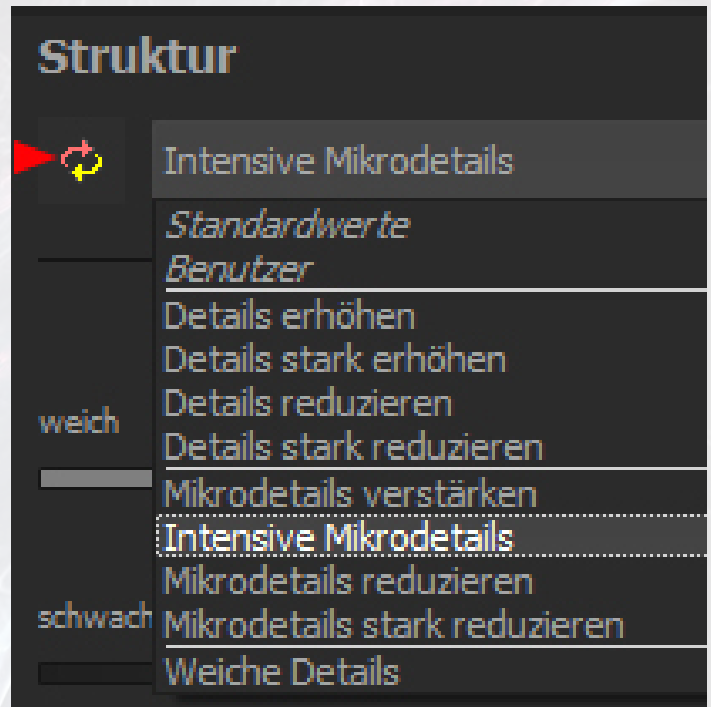 Struktur
Intensive Mikrodetails
Standardwerte
Benutzer
Details erhöhen
Details stark erhöhen
Details reduzieren
weich
Details stark reduzieren
Mikrodetails verstärken
Intensive Mikrodetails
Mikrodetails reduzieren
schwach
Mikrodetails stark reduzieren
Weiche Details